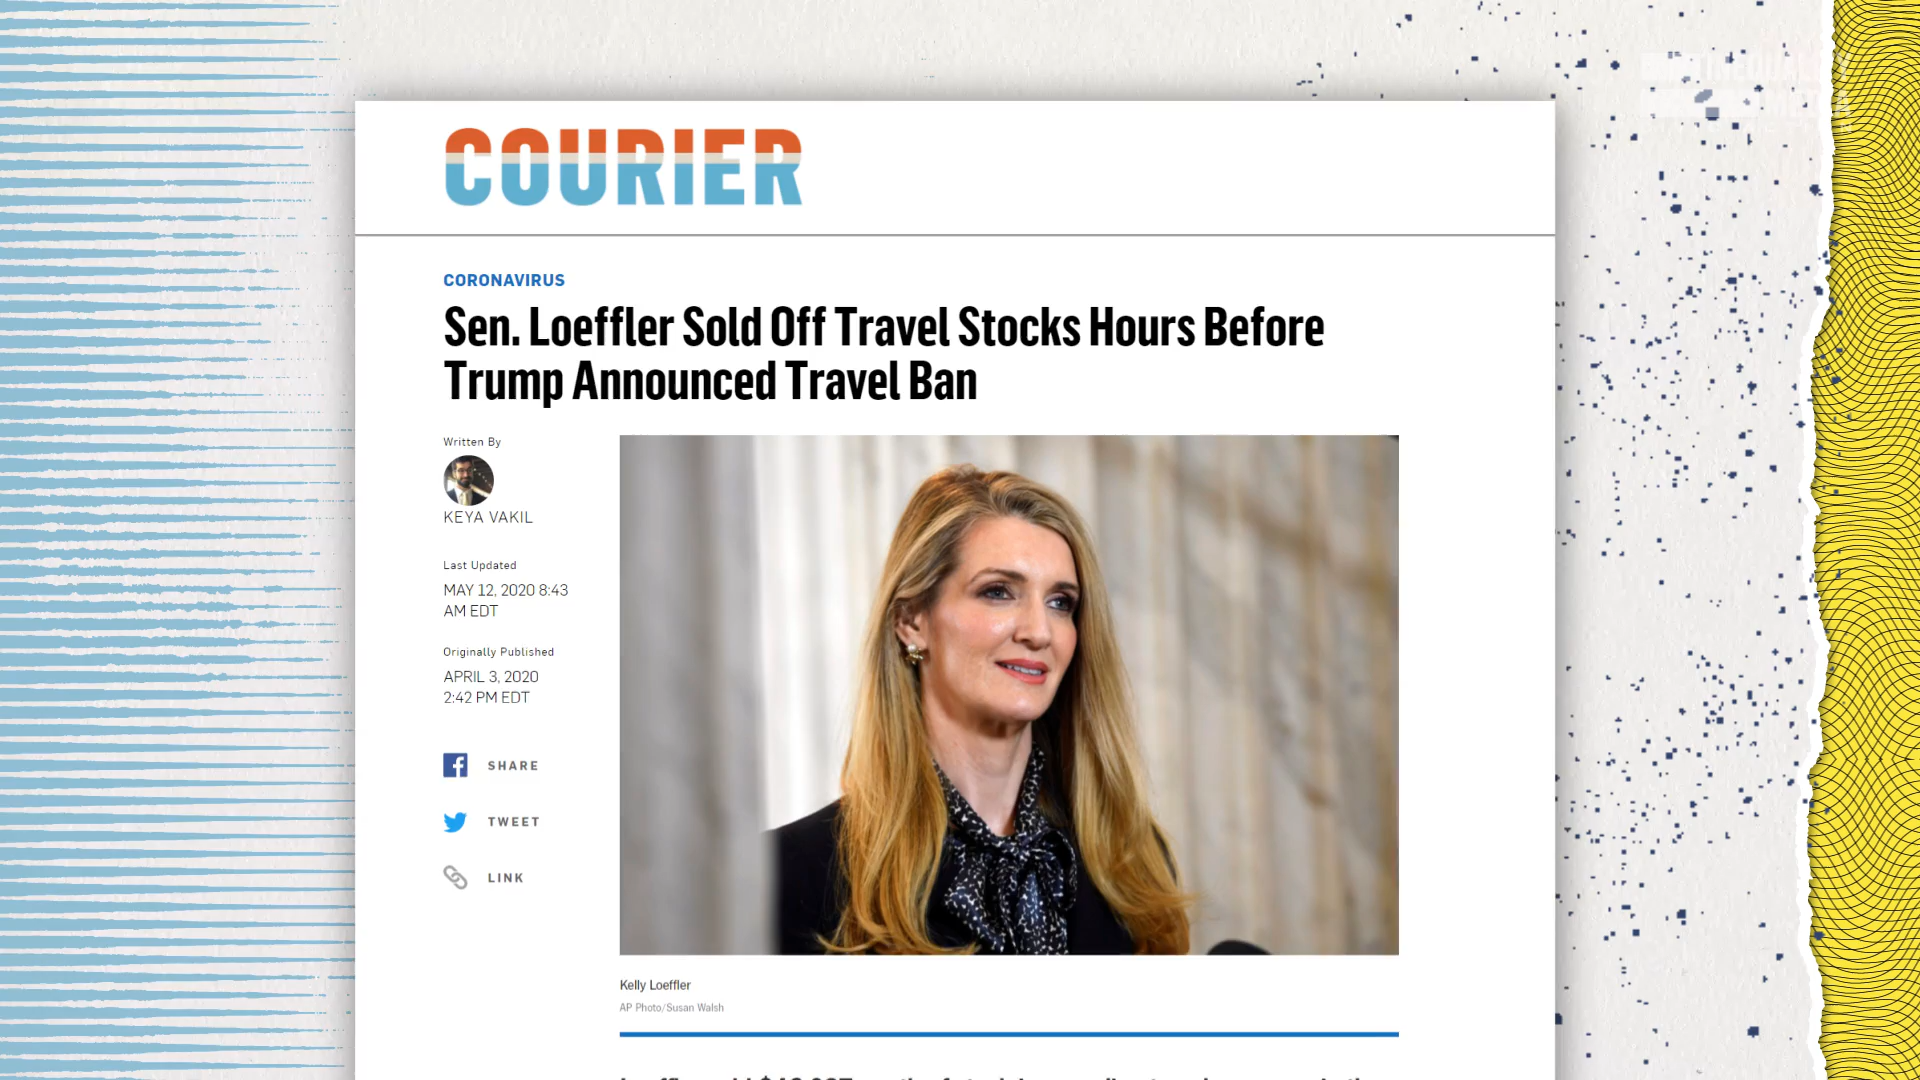 COURIER
CORONAVIRUS
Sen. Loeffler Sold Off Travel Stocks Hours Before
Trump Announced Travel Ban
Written By
KEYA VAKIL
Last Updated
MAY 12, 2020 8:43
AM EDT
Originally Published
APRIL 3, 2020
2:42 PM EDT
SHARE
TWEET
LINK
Kelly Loeffler
AP Photo/Susan Walsh